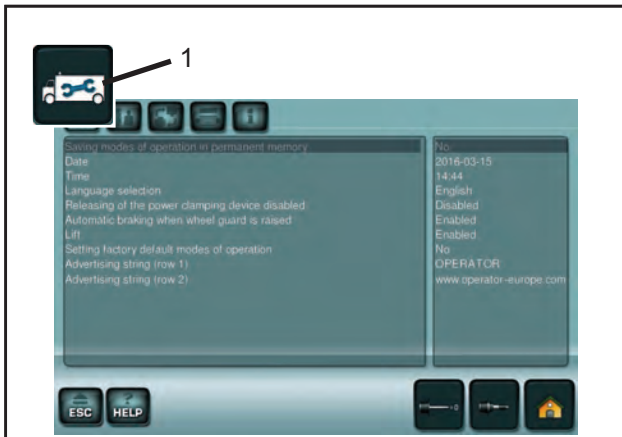 1
Saving modes of operation in permanent memory No
Date 2016-03-15
Time 14:44
Language selection English
Releasing of the power clamping device disabled Disabled
Automatic braking when wheel guard is raised Enabled
Lift Enabled
Setting factory default modes of operation No
Advertising string (row 1) OPERATOR
Advertising string (row 2) www.operator-europe.com
i
ESC ? HELP